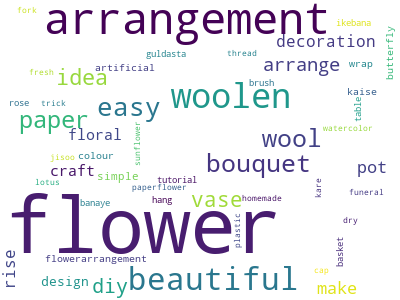 fork
arrangement
ikebana
decoration
butterfly
guldasta
thread
arrange
wrap
artificial
fresh
idea
brush
woolen
kaise
rose
trick
easy
table
paper
floral
wool
watercolor
sunflower
jisoo
colour
bouquet
craft
simple
pot
lotus
paperflower
tutorial
kare
funeral
banaye
hang
vase
homemade
flower
plastic
dry
rise
flowerarrangement
basket
design
diy
beautiful
cap
make